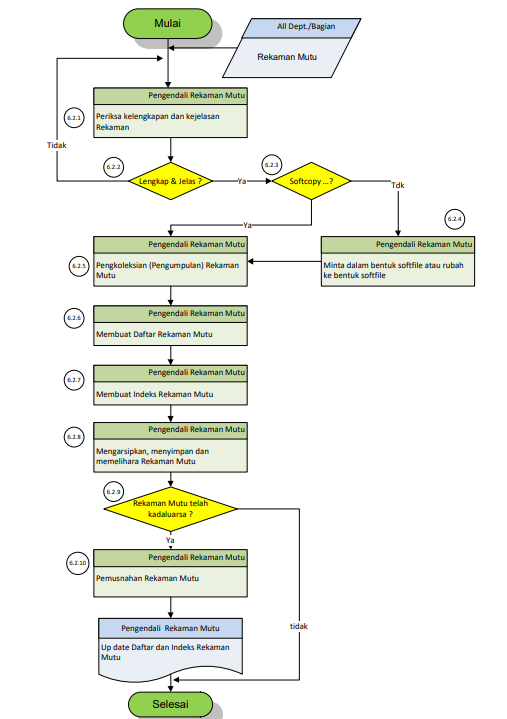 Mulai
All Dept./Bagian
Rekaman Mutu
Pengendali Rekaman Mutu
6.2.1
Periksa kelengkapan dan kejelasan
Rekaman
Tidak
6.2.2
Lengkap & Jelas ?
Ya
6.2.3
Softcopy ...?
Tdk
6.2.4
Ya
Pengendali Rekaman Mutu
6.2.5
Pengkoleksian (Pengumpulan) Rekaman
Mutu
Pengendali Rekaman Mutu
Minta dalam bentuk softfile atau rubah
ke bentuk softfile
Pengendali Rekaman Mutu
6.2.6
Membuat Daftar Rekaman Mutu
Pengendali Rekaman Mutu
6.2.7
Membuat Indeks Rekaman Mutu
Pengendali Rekaman Mutu
6.2.8
Mengarsipkan, menyimpan dan
memelihara Rekaman Mutu
6.2.9
Rekaman Mutu telah
kadaluarsa ?
Ya
Pengendali Rekaman Mutu
6.2.10
Pemusnahan Rekaman Mutu
tidak
Pengendali Rekaman Mutu
Up date Daftar dan Indeks Rekaman
Mutu
Selesai